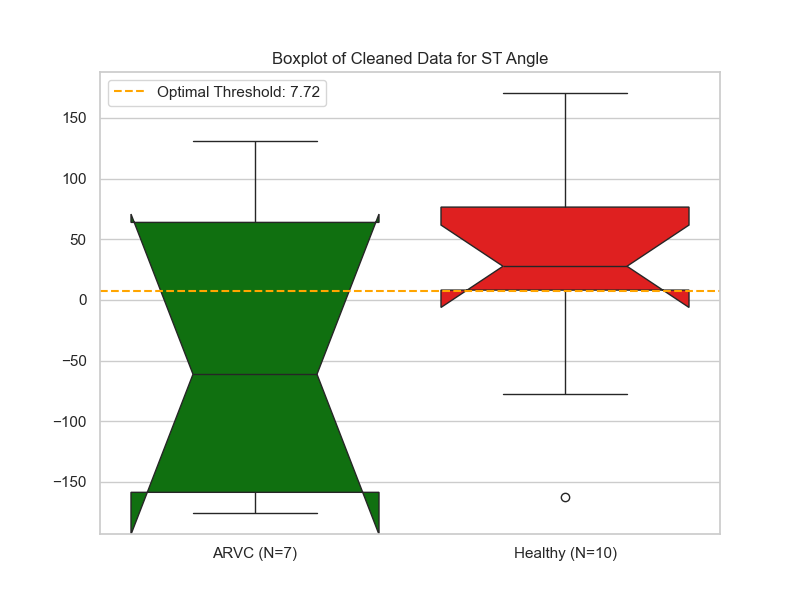 Boxplot of Cleaned Data for ST Angle
Optimal Threshold: 7.72
150
100
50
0
−50
−100
−150
ARVC (N=7)
Healthy (N=10)